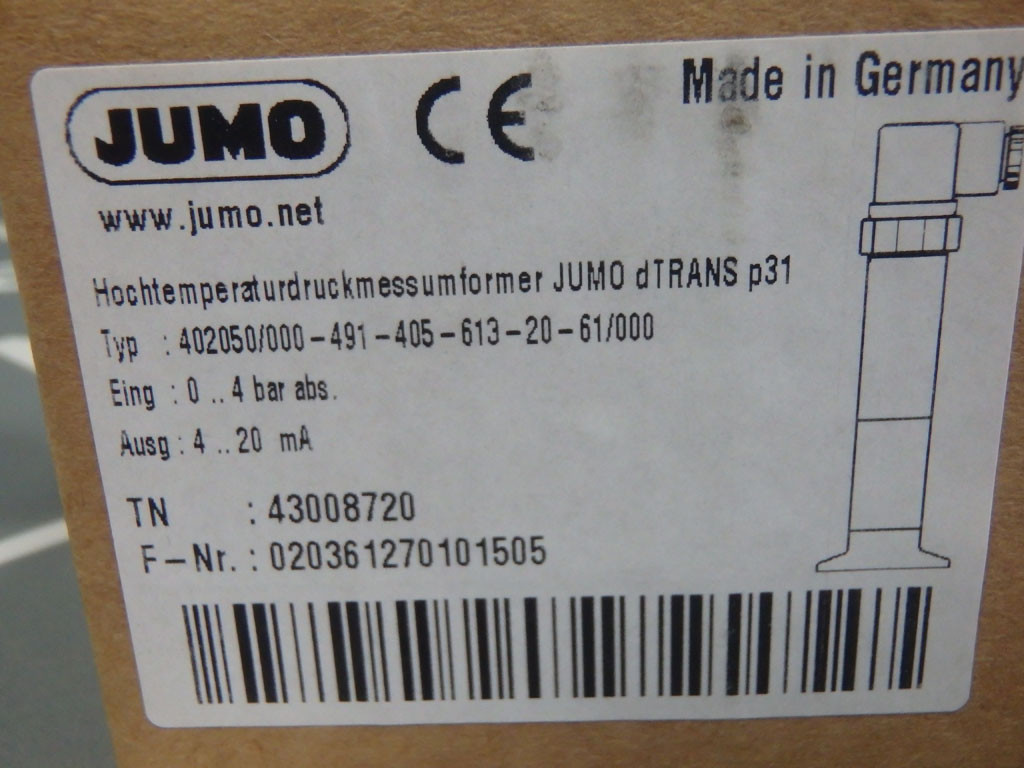 JUMO CE Made in Germany
www.jumo.net
Hochtemperaturdruckmessumformer JUMO dTRANS p31
Typ : 402050/000-491-405-613-20-61/000
Eing : 0 .. 4 bar abs.
Ausg : 4 .. 20 mA
TN : 43008720
F-Nr. : 020361270101505